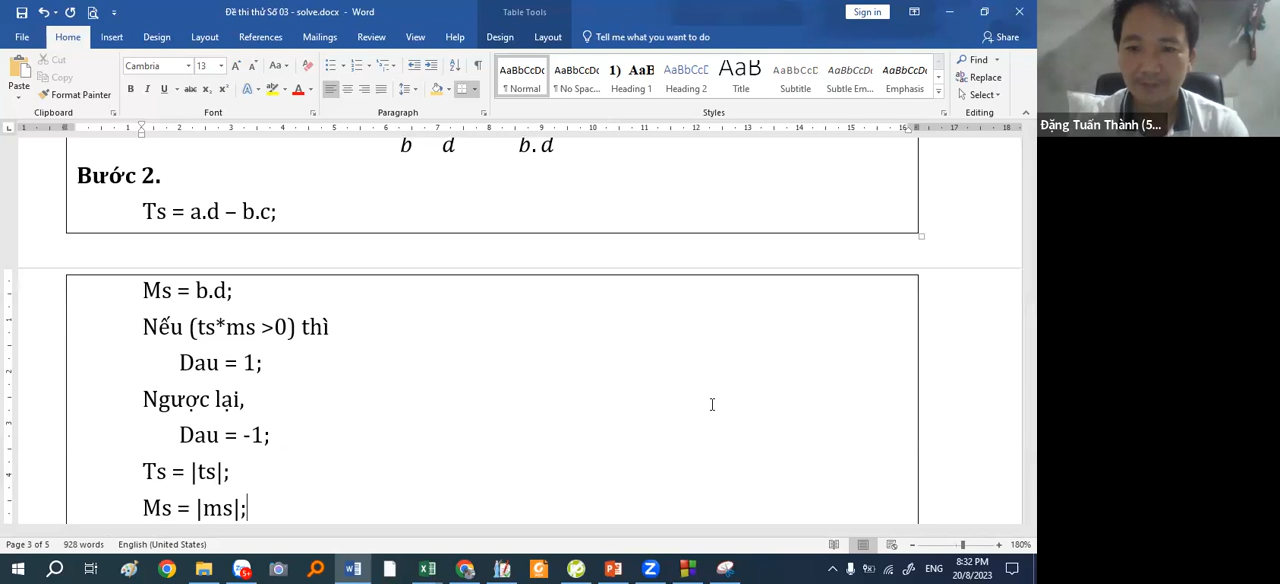 Đề thi thử Số 03 - solve.docx - Word
Table Tools
Sign in
File Home Insert Design Layout References Mailings Review View Help Design Layout Tell me what you want to do Share
Cut
Copy
Paste
Format Painter
Cambria 13
AaBbCcDc AaBbCcDc 1) AaB AaBbCcE AaB AaBbCcD AaBbCcD AaBbCcD
¶ Normal ¶ No Spac... Heading 1 Heading 2 Title Subtitle Subtle Em... Emphasis
Find
Replace
Select
Clipboard Font Paragraph Styles Editing
Đặng Tuấn Thành (5...
b d b. d
Bước 2.
Ts = a.d – b.c;
Ms = b.d;
Nếu (ts*ms >0) thì
Dau = 1;
Ngược lại,
Dau = -1;
Ts = |ts|;
Ms = |ms|;
Page 3 of 5 928 words English (United States) 180%
ENG 8:32 PM
20/8/2023